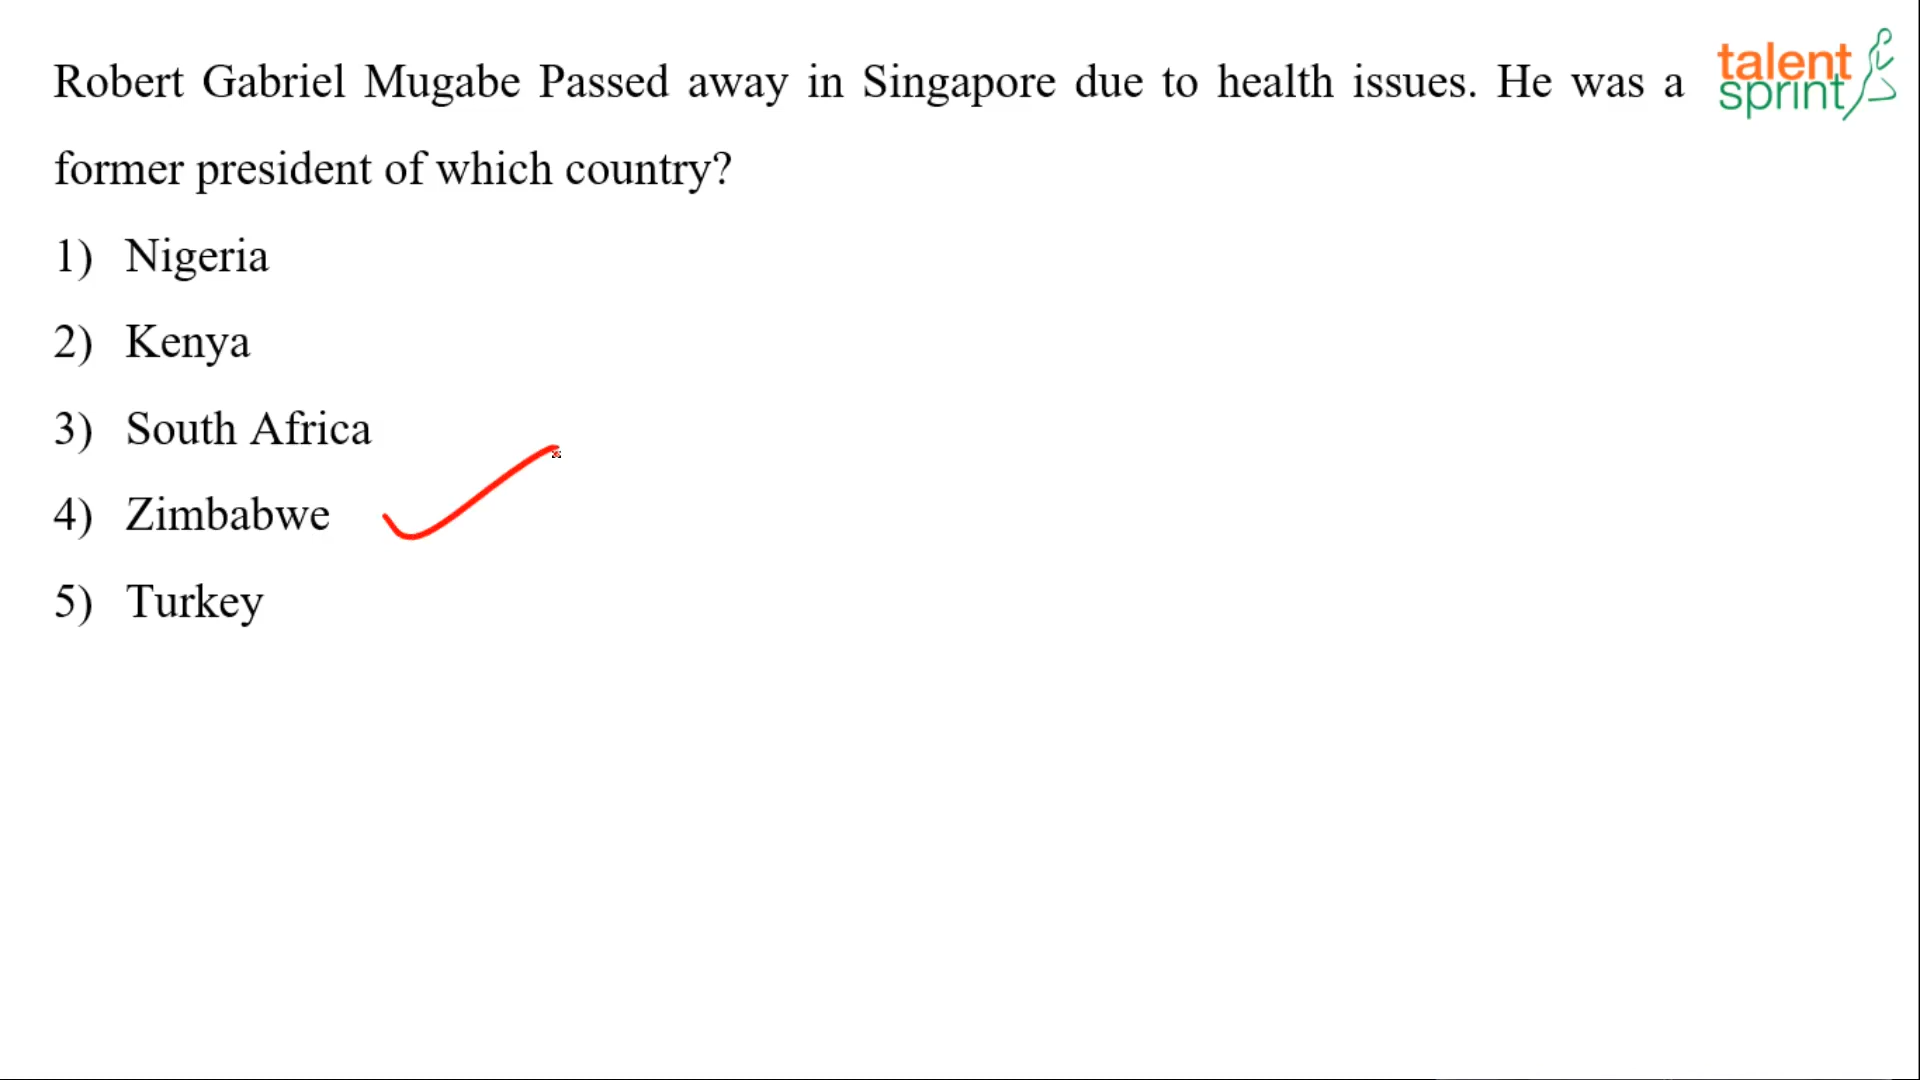 Robert Gabriel Mugabe Passed away in Singapore due to health issues. He was a
former president of which country?
1) Nigeria
2) Kenya
3) South Africa
4) Zimbabwe
5) Turkey
talent
sprint